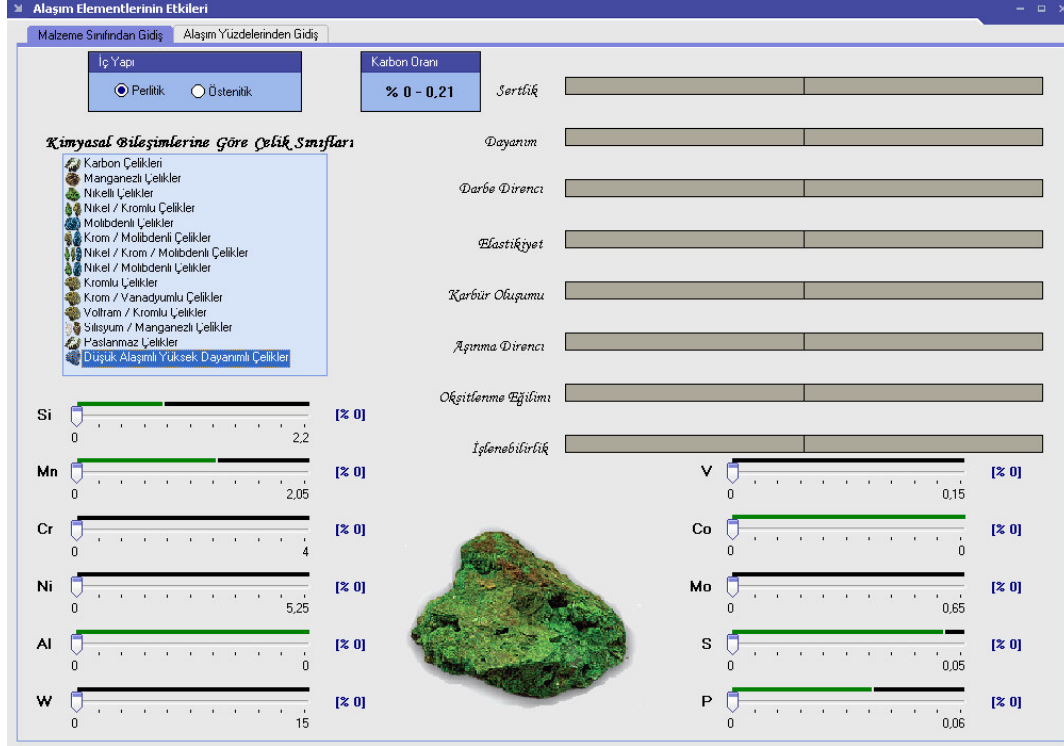 Alaşım Elementlerinin Etkileri
Malzeme Sınıfından Gidiş
Alaşım Yüzdelerinden Gidiş
İç Yapı
Perlitik
Östenitik
Karbon Oranı
% 0 - 0,21
Kimyasal Bileşimlerine Göre Çelik Sınıfları
Karbon Çelikleri
Manganezli Çelikler
Nikelli Çelikler
Nikel / Kromlu Çelikler
Molibdenli Çelikler
Krom / Molibdenli Çelikler
Nikel / Krom / Molibdenli Çelikler
Nikel / Molibdenli Çelikler
Kromlu Çelikler
Krom / Vanadyumlu Çelikler
Volfram / Kromlu Çelikler
Silisyum / Manganezli Çelikler
Paslanmaz Çelikler
Düşük Alaşımlı Yüksek Dayanımlı Çelikler
Sertlik
Dayanım
Darbe Direnci
Elastikiyet
Karbür Oluşumu
Aşınma Direnci
Oksitlenme Eğilimi
İşlenebilirlik
Si [% 0]
0 2,2
Mn [% 0]
0 2,05
Cr [% 0]
0 4
Ni [% 0]
0 5,25
Al [% 0]
0 0
W [% 0]
0 15
V [% 0]
0 0,15
Co [% 0]
0 0
Mo [% 0]
0 0,65
S [% 0]
0 0,05
P [% 0]
0 0,06